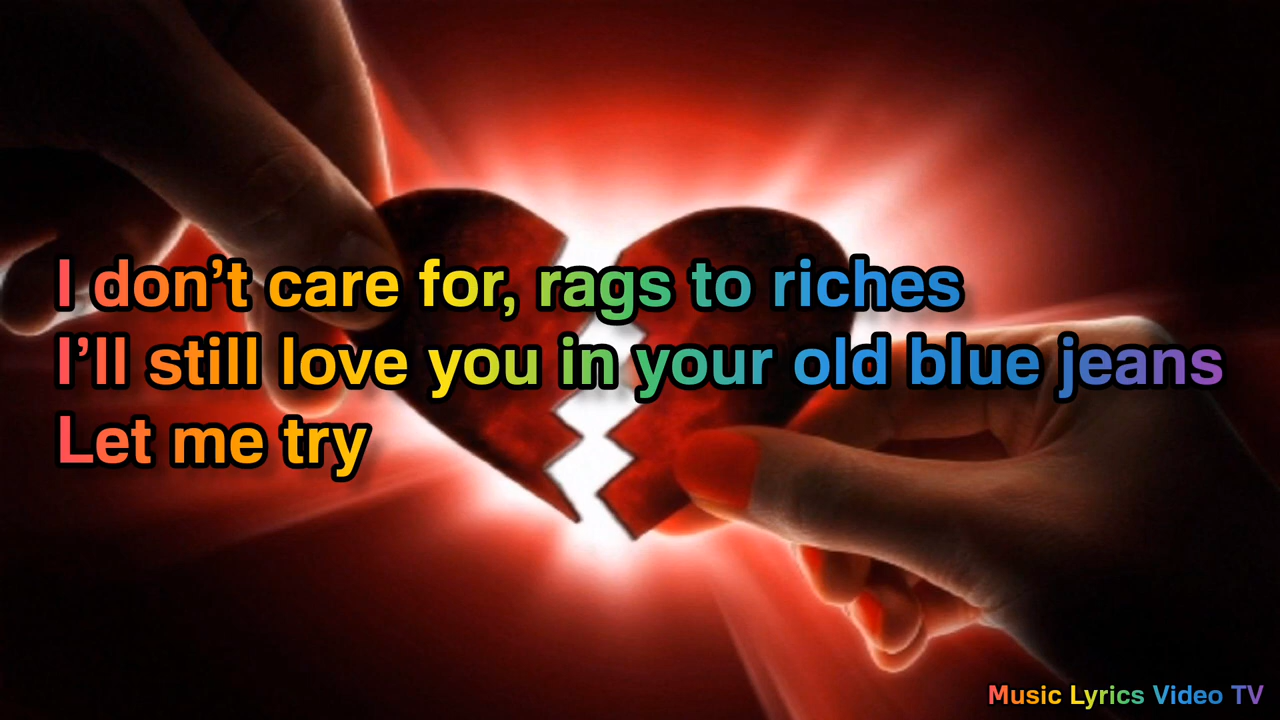 I don’t care for, rags to riches
I’ll still love you in your old blue jeans
Let me try
Music Lyrics Video TV